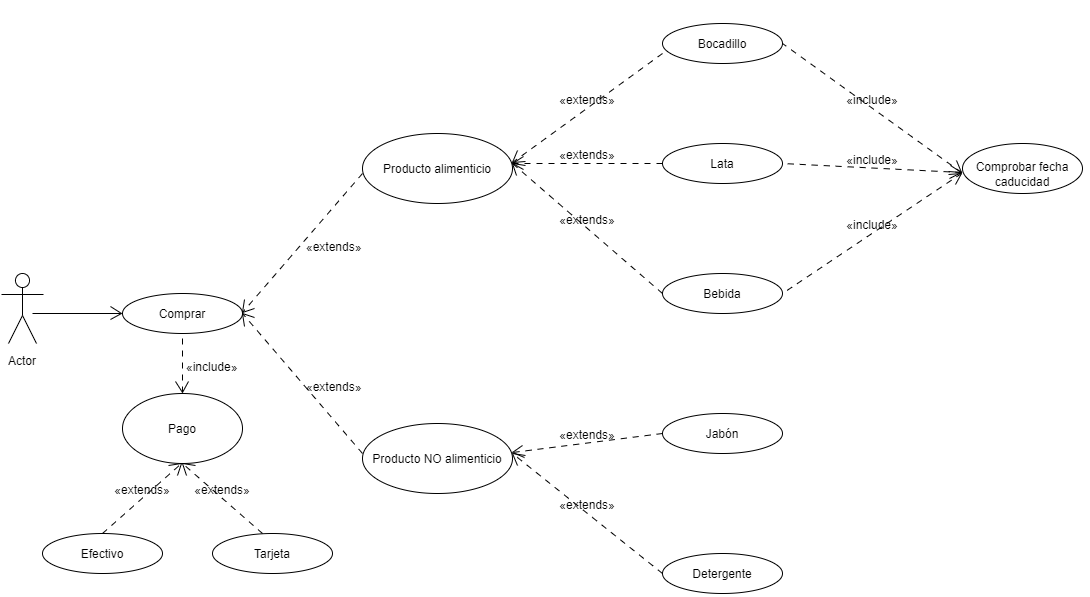 Bocadillo
«extends»
«include»
Producto alimenticio
«extends»
Lata
«include»
Comprobar fecha
caducidad
«extends»
«include»
«extends»
Bebida
Comprar
Actor
«include»
«extends»
Pago
Producto NO alimenticio
«extends»
Jabón
«extends»
«extends»
«extends»
Efectivo
Tarjeta
Detergente